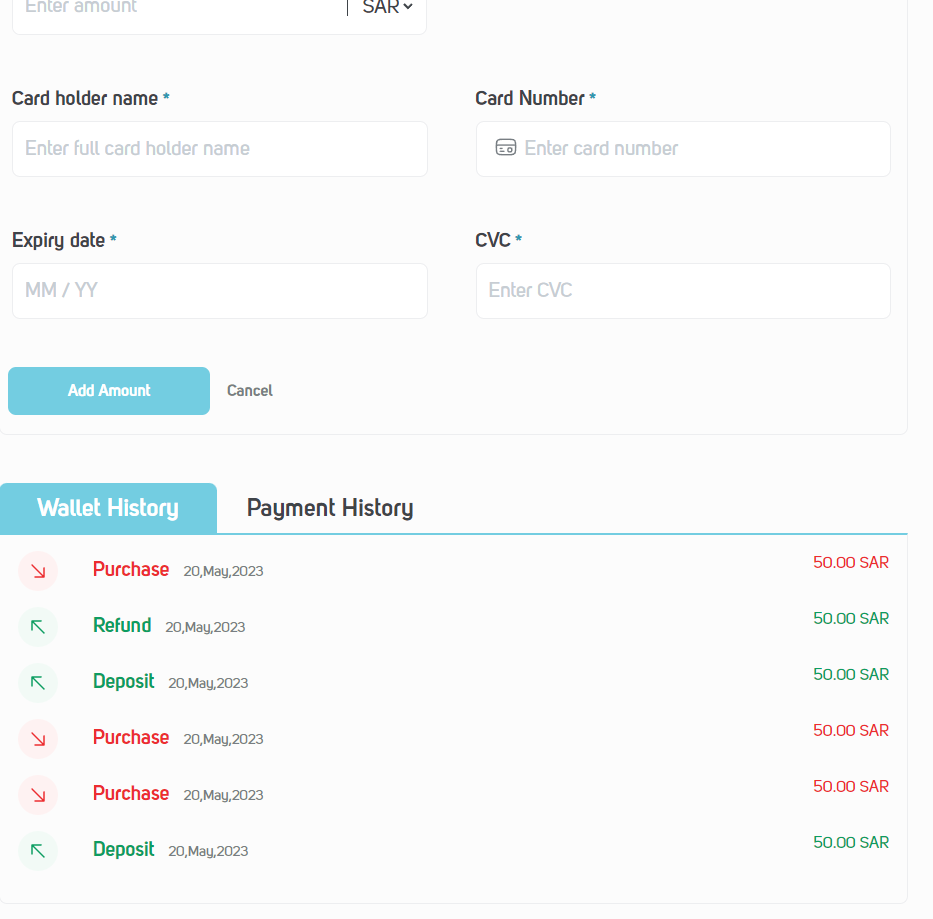 Enter amount | SAR
Card holder name * Card Number *
Enter full card holder name Enter card number
Expiry date * CVC *
MM / YY Enter CVC
Add Amount Cancel
Wallet History Payment History
Purchase 20,May,2023 50.00 SAR
Refund 20,May,2023 50.00 SAR
Deposit 20,May,2023 50.00 SAR
Purchase 20,May,2023 50.00 SAR
Purchase 20,May,2023 50.00 SAR
Deposit 20,May,2023 50.00 SAR